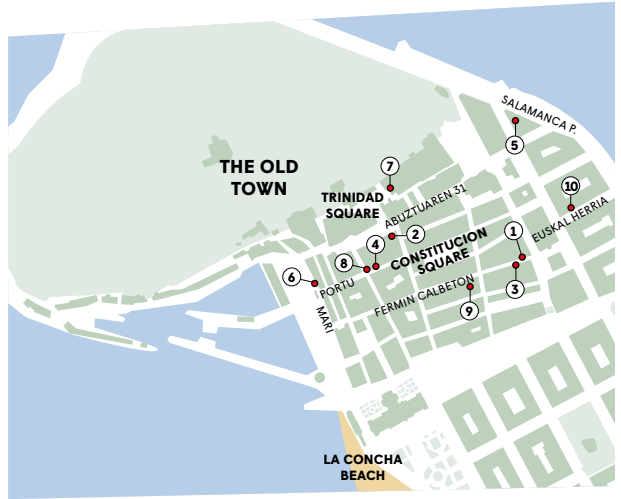 SALAMANCA P.
5
7
THE OLD
TOWN
10
TRINIDAD
SQUARE
ABUZTUAREN 31
EUSKAL HERRIA
2
1
4
CONSTITUCION
SQUARE
8
6
PORTU
3
FERMIN CALBETON
MARI
9
LA CONCHA
BEACH